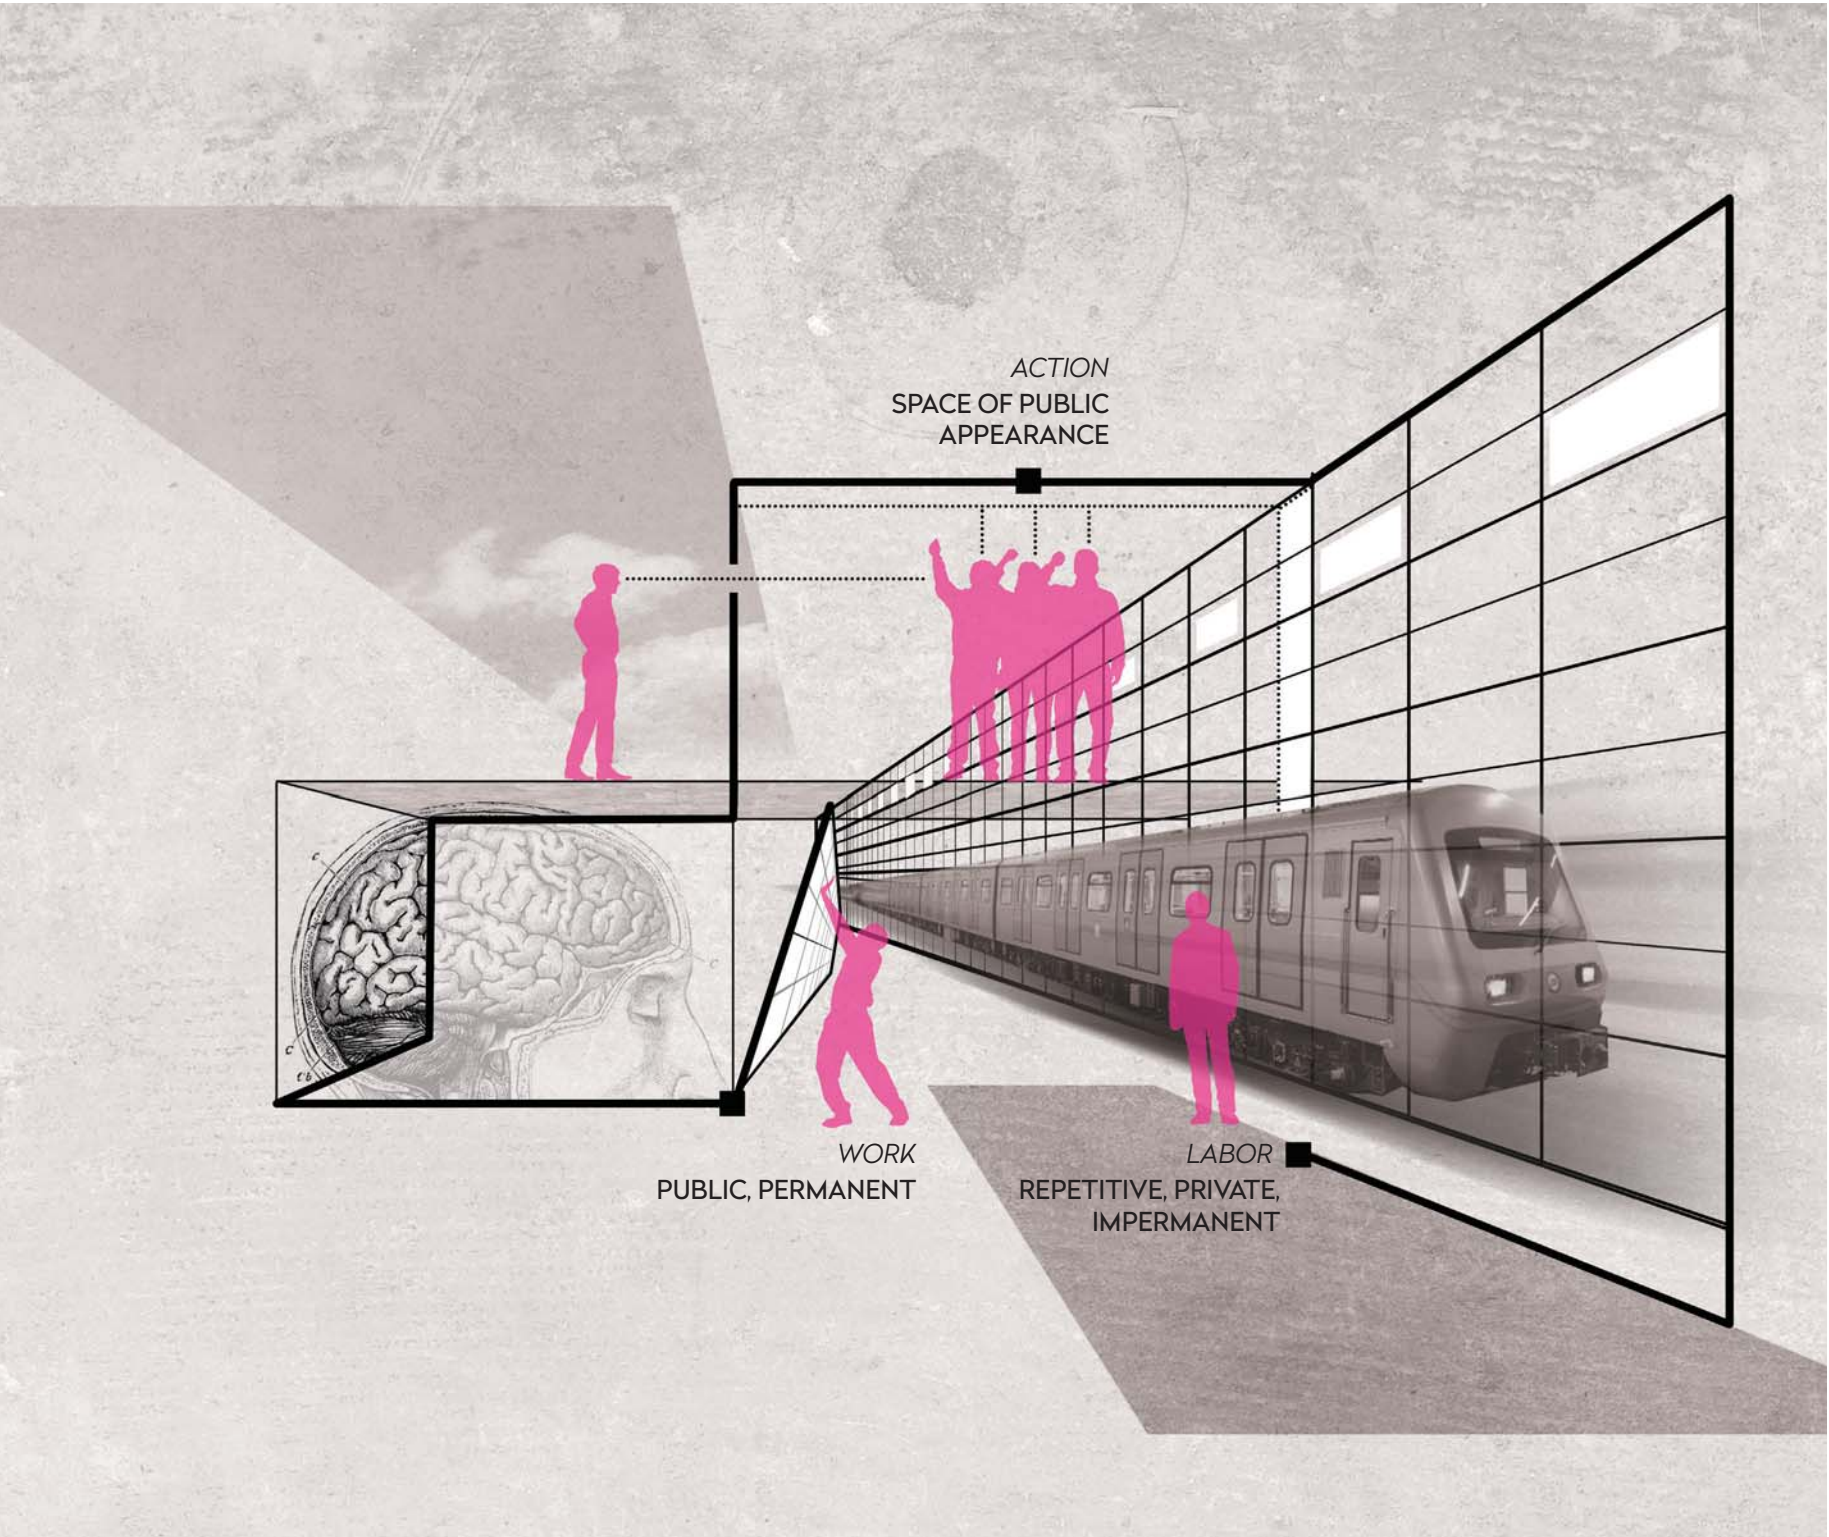 ACTION
SPACE OF PUBLIC
APPEARANCE
c
c
c
t'b
WORK
PUBLIC, PERMANENT
LABOR
REPETITIVE, PRIVATE,
IMPERMANENT